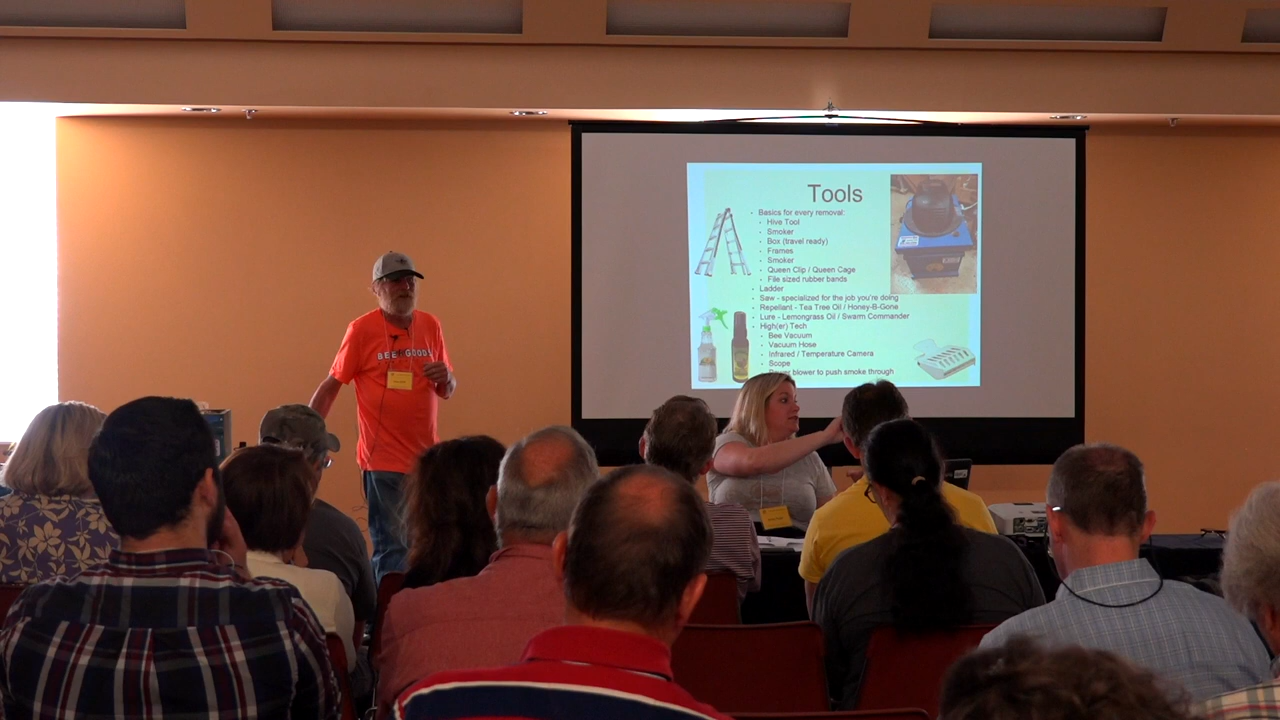 Tools
- Basics for every removal:
- Hive Tool
- Smoker
- Box (travel ready)
- Frames
- Smoker
- Queen Clip / Queen Cage
- File sized rubber bands
- Ladder
- Saw - specialized for the job you're doing
- Repellant - Tea Tree Oil / Honey-B-Gone
- Lure - Lemongrass Oil / Swarm Commander
- High(er) Tech
- Bee Vacuum
- Vacuum Hose
- Infrared / Temperature Camera
- Scope
blower to push smoke through
BEE GOODS